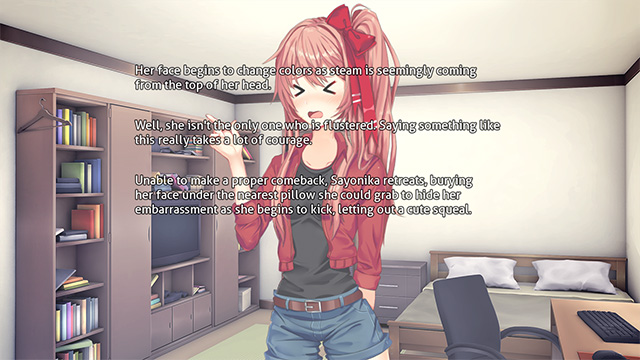 Her face begins to change colors as steam is seemingly coming
from the top of her head.
Well, she isn't the only one who is flustered. Saying something like
this really takes a lot of courage.
Unable to make a proper comeback, Sayonika retreats, burying
her face under the nearest pillow she could grab to hide her
embarrassment as she begins to kick, letting out a cute squeal.